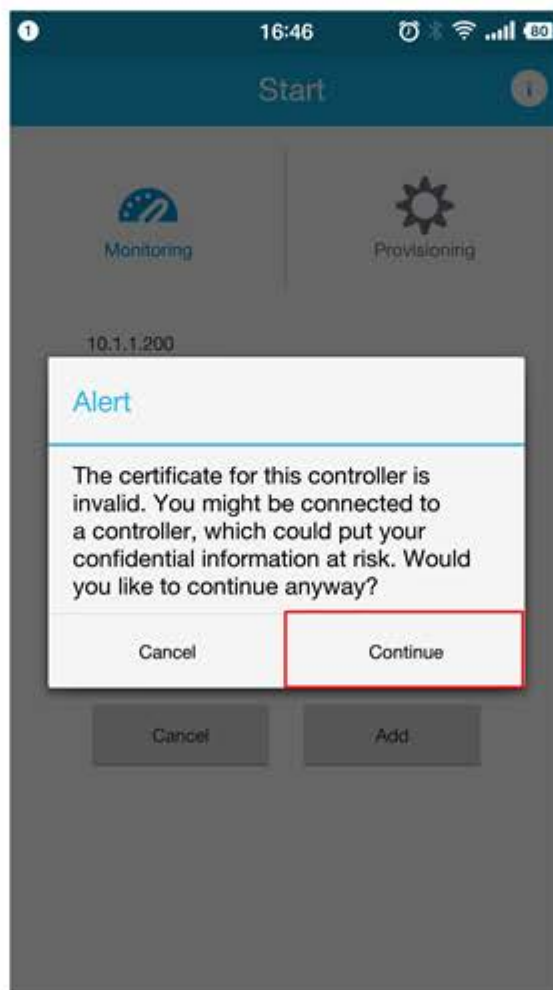 1
16:46
80
Start
i
Monitoring
Provisioning
10.1.1.200
Alert
The certificate for this controller is
invalid. You might be connected to
a controller, which could put your
confidential information at risk. Would
you like to continue anyway?
Cancel
Continue
Cancel
Add